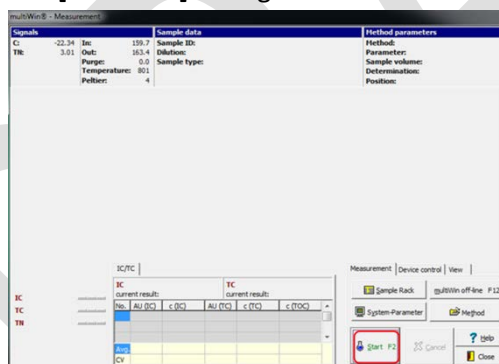 multiWin® - Measurement
Signals Sample data Method parameters
C: -22.34 In: 159.7 Sample ID: Method:
TN: 3.01 Out: 163.4 Dilution: Parameter:
Purge: 0.0 Sample type: Sample volume:
Temperature: 801 Determination:
Peltier: 4 Position:
IC/TC Measurement Device control View
IC TC
current result: current result:
Sample Rack multiWin off-line F12
IC
No. AU (IC) c (IC) AU (TC) c (TC) c (TOC)
TC
System-Parameter Method
TN
Start F2 Cancel Help
Avg.
CV
Close